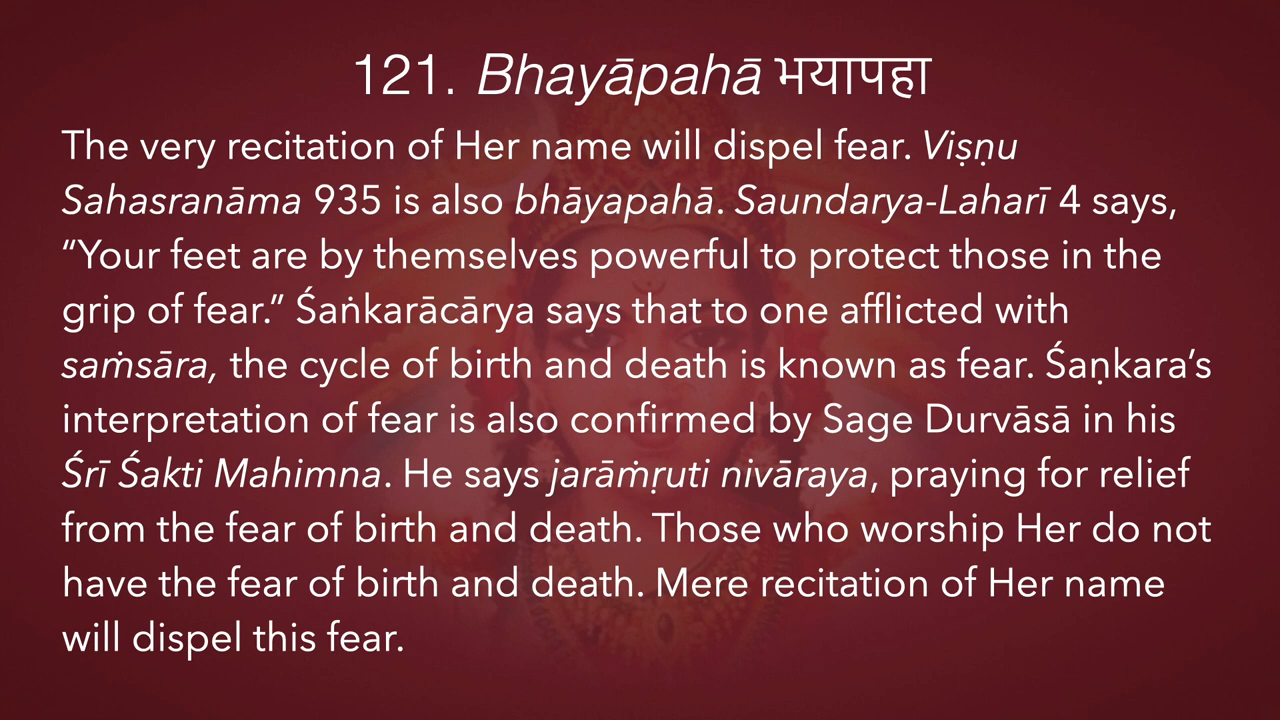 121. Bhayāpahā भयापहा
The very recitation of Her name will dispel fear. Viṣṇu
Sahasranāma 935 is also bhāyapahā. Saundarya-Laharī 4 says,
“Your feet are by themselves powerful to protect those in the
grip of fear.” Śaṅkarācārya says that to one afflicted with
saṁsāra, the cycle of birth and death is known as fear. Śaṇkara’s
interpretation of fear is also confirmed by Sage Durvāsā in his
Śrī Śakti Mahimna. He says jarāṁṛuti nivāraya, praying for relief
from the fear of birth and death. Those who worship Her do not
have the fear of birth and death. Mere recitation of Her name
will dispel this fear.